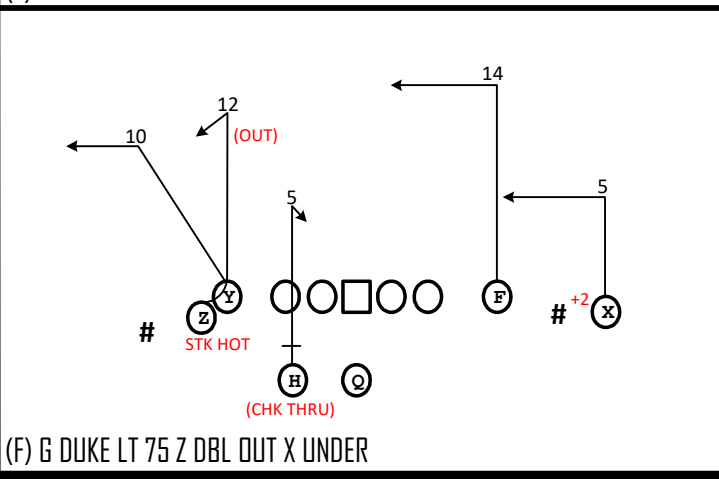 14
12
(OUT)
10
5
5
Y
F
Z
# +2 X
#
STK HOT
H
Q
(CHK THRU)
(F) G DUKE LT 75 Z DBL OUT X UNDER